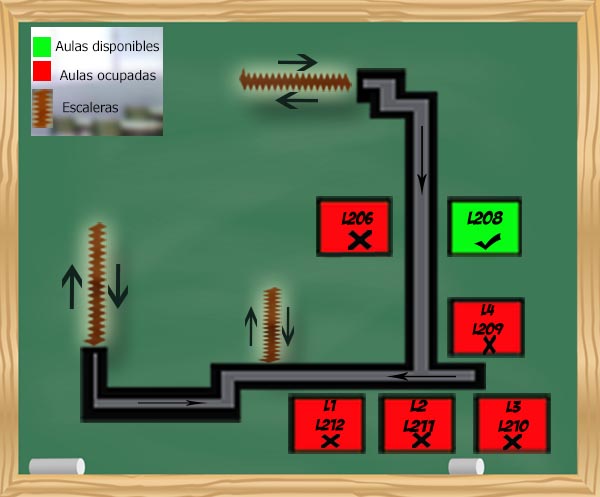 Aulas disponibles
Aulas ocupadas
Escaleras
L206
L208
L4
L209
L1
L212
L2
L211
L3
L210